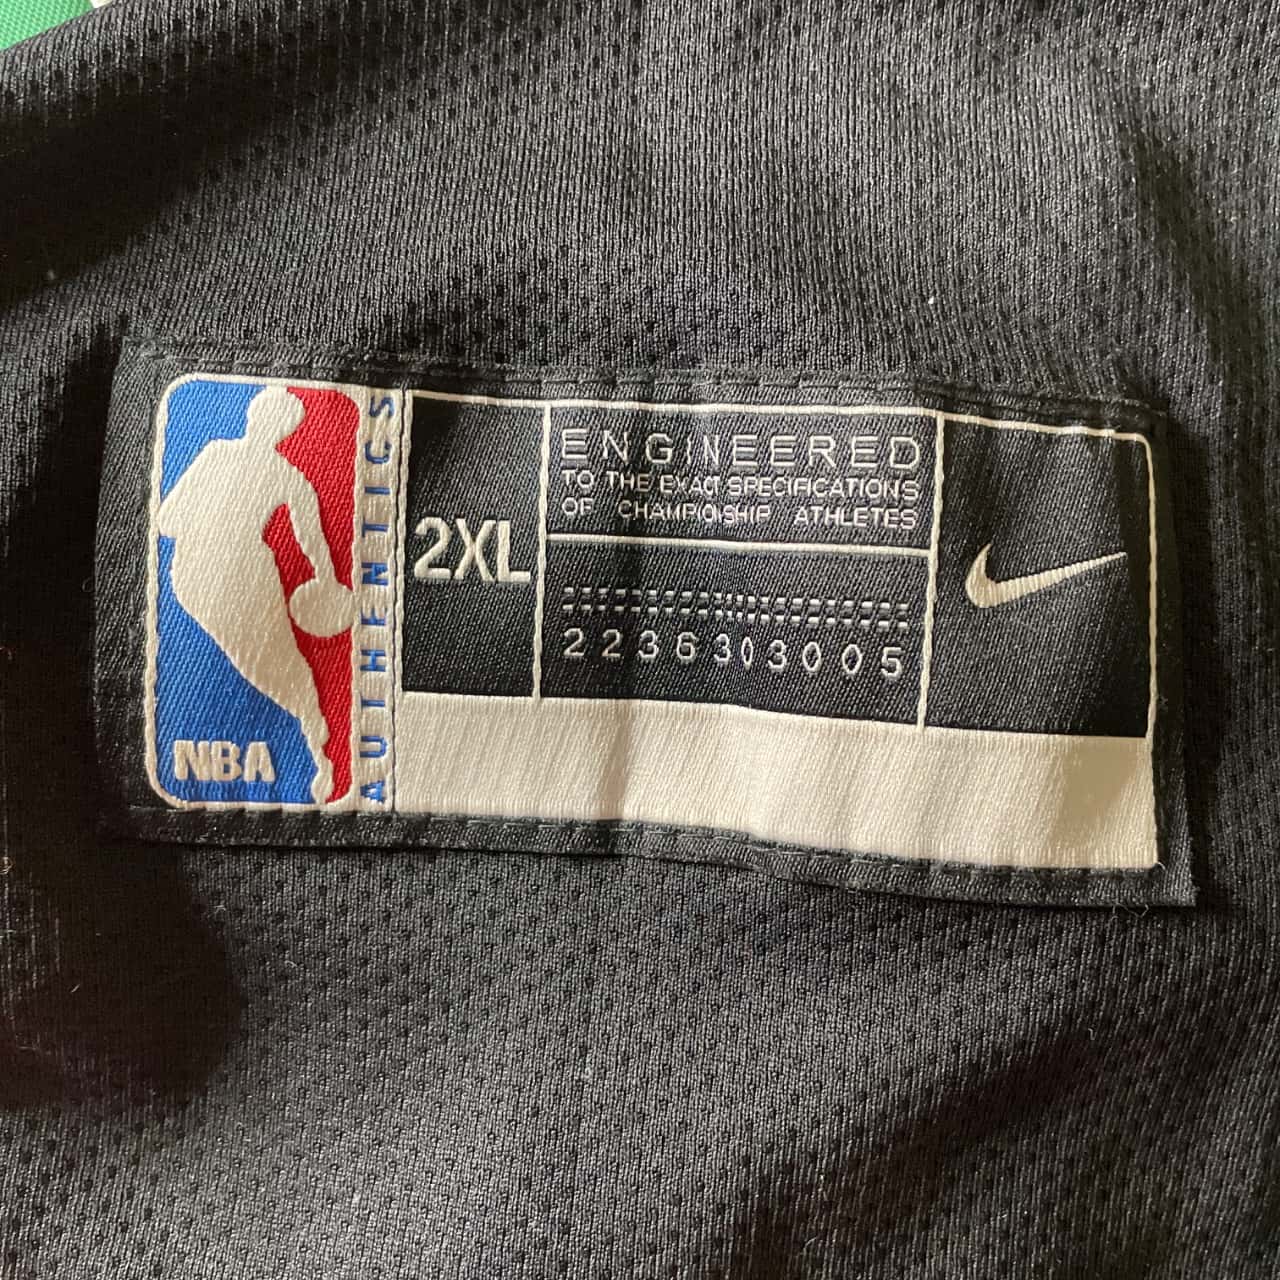 NBA
AUTHENTICS
2XL
ENGINEERED
TO THE EXACT SPECIFICATIONS
OF CHAMPIONSHIP ATHLETES
2236303005